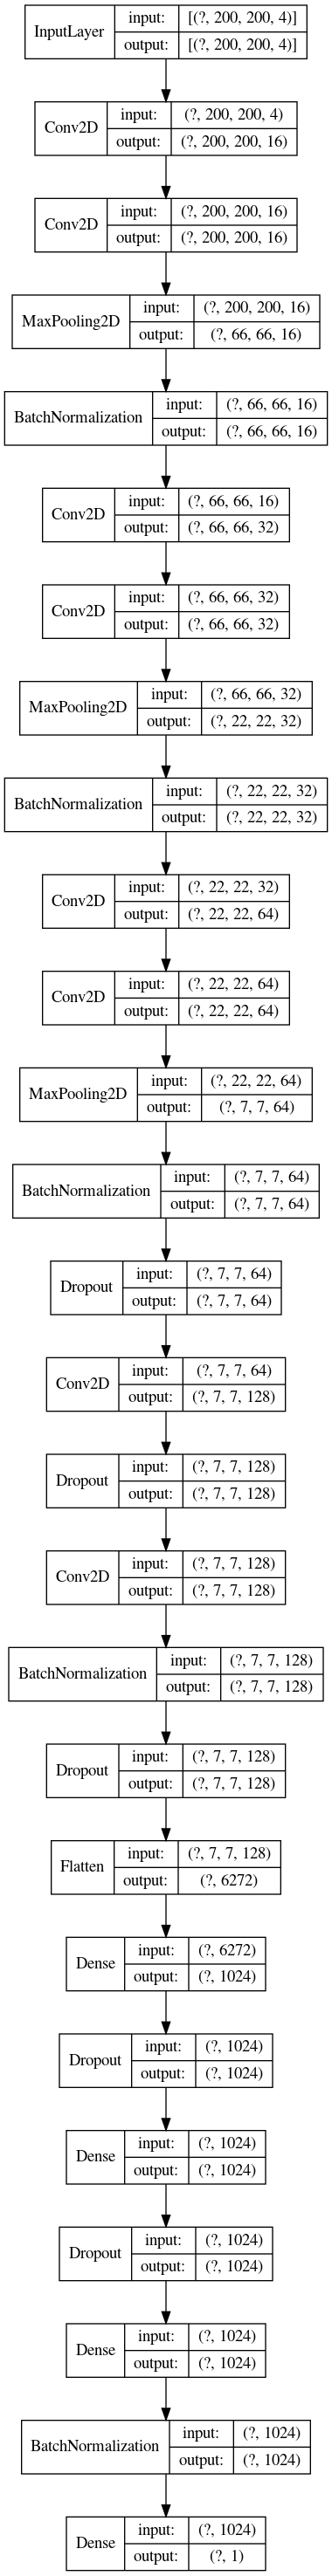 InputLayer input: [(?, 200, 200, 4)]
output: [(?, 200, 200, 4)]
Conv2D input: (?, 200, 200, 4)
output: (?, 200, 200, 16)
Conv2D input: (?, 200, 200, 16)
output: (?, 200, 200, 16)
MaxPooling2D input: (?, 200, 200, 16)
output: (?, 66, 66, 16)
BatchNormalization input: (?, 66, 66, 16)
output: (?, 66, 66, 16)
Conv2D input: (?, 66, 66, 16)
output: (?, 66, 66, 32)
Conv2D input: (?, 66, 66, 32)
output: (?, 66, 66, 32)
MaxPooling2D input: (?, 66, 66, 32)
output: (?, 22, 22, 32)
BatchNormalization input: (?, 22, 22, 32)
output: (?, 22, 22, 32)
Conv2D input: (?, 22, 22, 32)
output: (?, 22, 22, 64)
Conv2D input: (?, 22, 22, 64)
output: (?, 22, 22, 64)
MaxPooling2D input: (?, 22, 22, 64)
output: (?, 7, 7, 64)
BatchNormalization input: (?, 7, 7, 64)
output: (?, 7, 7, 64)
Dropout input: (?, 7, 7, 64)
output: (?, 7, 7, 64)
Conv2D input: (?, 7, 7, 64)
output: (?, 7, 7, 128)
Dropout input: (?, 7, 7, 128)
output: (?, 7, 7, 128)
Conv2D input: (?, 7, 7, 128)
output: (?, 7, 7, 128)
BatchNormalization input: (?, 7, 7, 128)
output: (?, 7, 7, 128)
Dropout input: (?, 7, 7, 128)
output: (?, 7, 7, 128)
Flatten input: (?, 7, 7, 128)
output: (?, 6272)
Dense input: (?, 6272)
output: (?, 1024)
Dropout input: (?, 1024)
output: (?, 1024)
Dense input: (?, 1024)
output: (?, 1024)
Dropout input: (?, 1024)
output: (?, 1024)
Dense input: (?, 1024)
output: (?, 1024)
BatchNormalization input: (?, 1024)
output: (?, 1024)
Dense input: (?, 1024)
output: (?, 1)